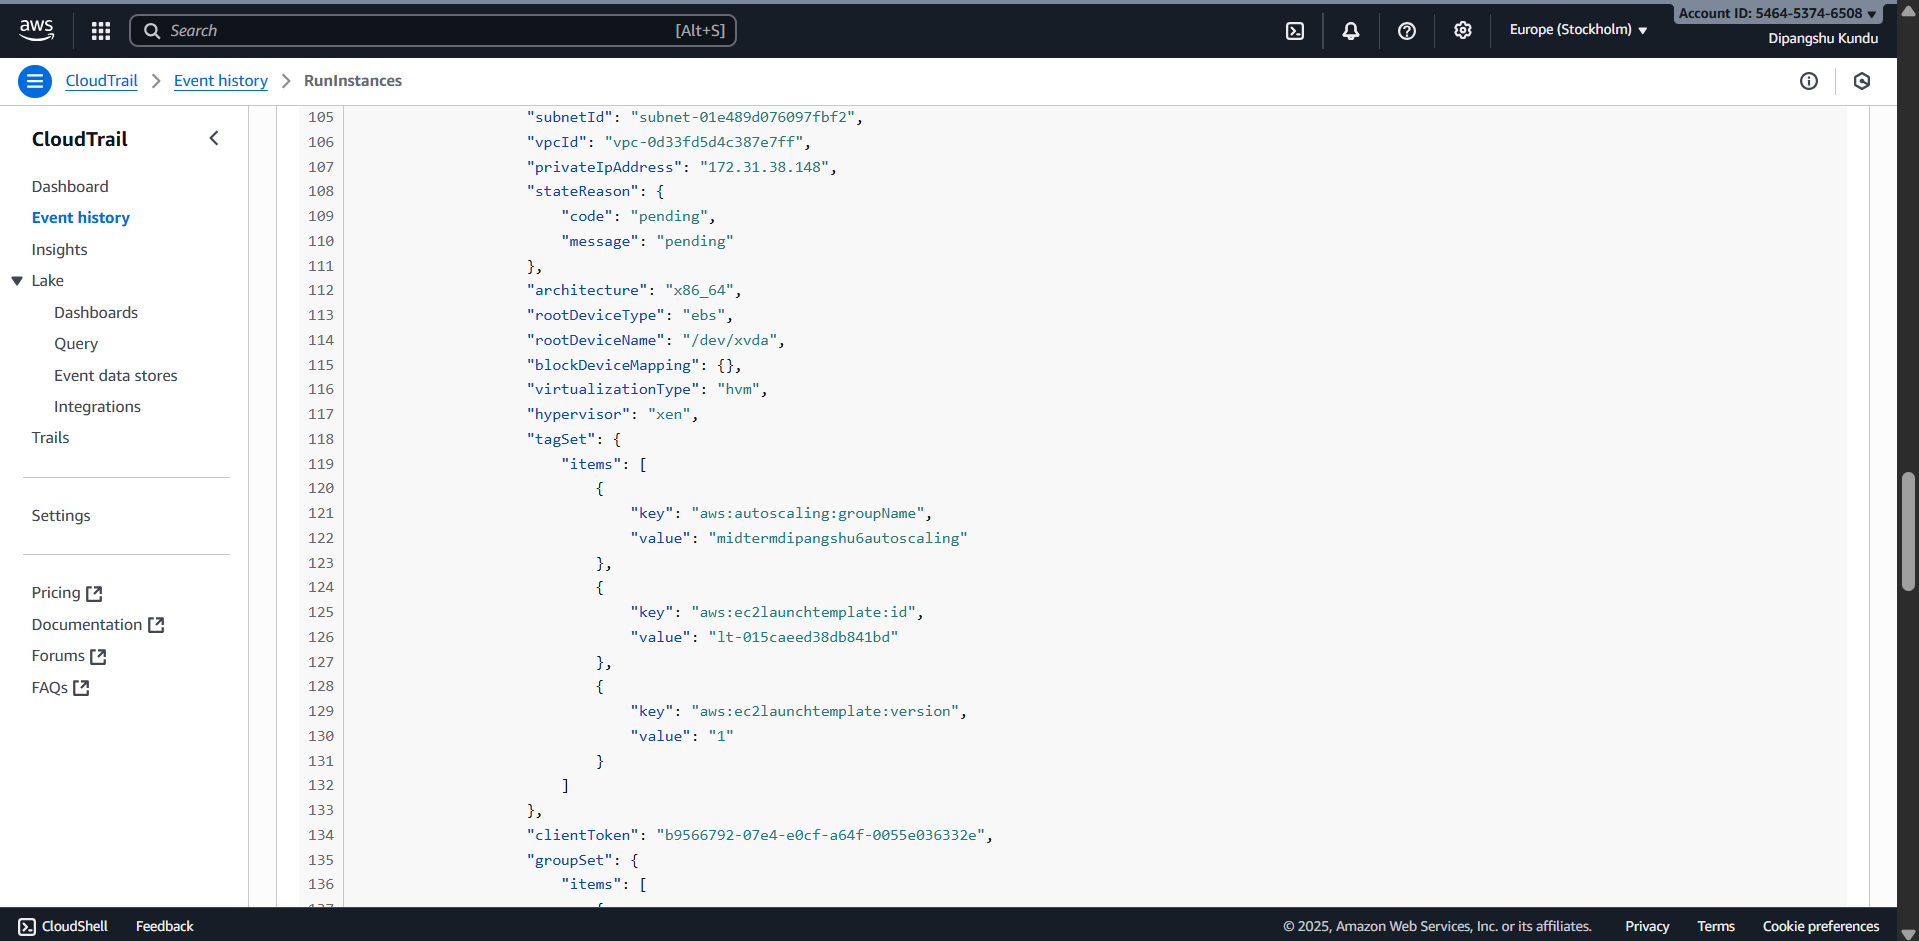 aws
Search [Alt+S]
Europe (Stockholm)
Account ID: 5464-5374-6508
Dipangshu Kundu
CloudTrail Event history RunInstances
CloudTrail
Dashboard
Event history
Insights
Lake
Dashboards
Query
Event data stores
Integrations
Trails
Settings
Pricing
Documentation
Forums
FAQs
105 "subnetId": "subnet-01e489d076097fbf2",
106 "vpcId": "vpc-0d33fd5d4c387e7ff",
107 "privateIpAddress": "172.31.38.148",
108 "stateReason": {
109 "code": "pending",
110 "message": "pending"
111 },
112 "architecture": "x86_64",
113 "rootDeviceType": "ebs",
114 "rootDeviceName": "/dev/xvda",
115 "blockDeviceMapping": {},
116 "virtualizationType": "hvm",
117 "hypervisor": "xen",
118 "tagSet": {
119 "items": [
120 {
121 "key": "aws:autoscaling:groupName",
122 "value": "midtermdipangshu6autoscaling"
123 },
124 {
125 "key": "aws:ec2launchtemplate:id",
126 "value": "lt-015caeed38db841bd"
127 },
128 {
129 "key": "aws:ec2launchtemplate:version",
130 "value": "1"
131 }
132 ]
133 },
134 "clientToken": "b9566792-07e4-e0cf-a64f-0055e036332e",
135 "groupSet": {
136 "items": [
137 {
CloudShell Feedback © 2025, Amazon Web Services, Inc. or its affiliates. Privacy Terms Cookie preferences